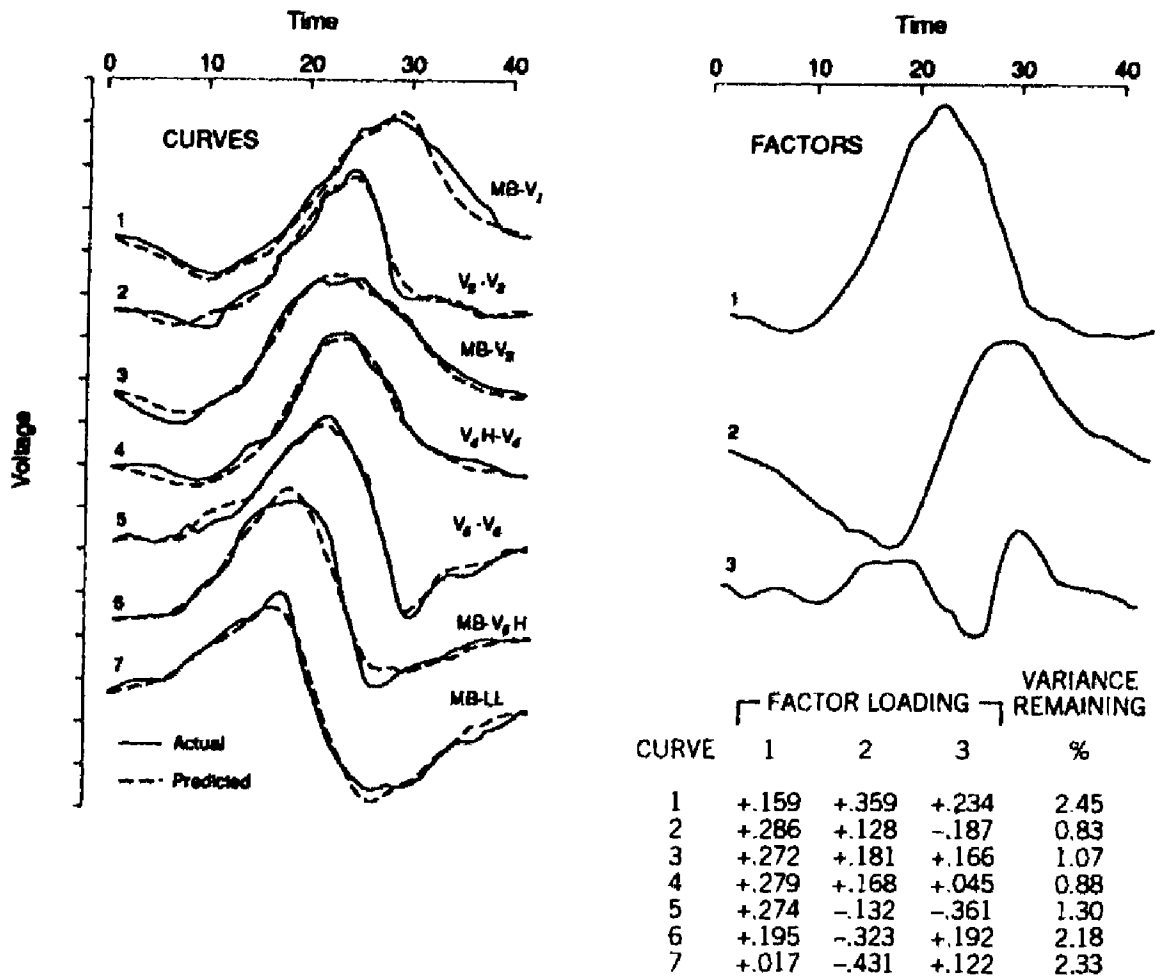 Time
0 10 20 30 40
CURVES
Voltage
1
MB-V1
2
3
4
5
6
7
MB-LL
Actual
Predicted
Time
0 10 20 30 40
FACTORS
1
2
3
FACTOR LOADING
VARIANCE
REMAINING
CURVE 1 2 3 %
1 +.159 +.359 +.234 2.45
2 +.286 +.128 -.187 0.83
3 +.272 +.181 +.166 1.07
4 +.279 +.168 +.045 0.88
5 +.274 -.132 -.361 1.30
6 +.195 -.323 +.192 2.18
7 +.017 -.431 +.122 2.33